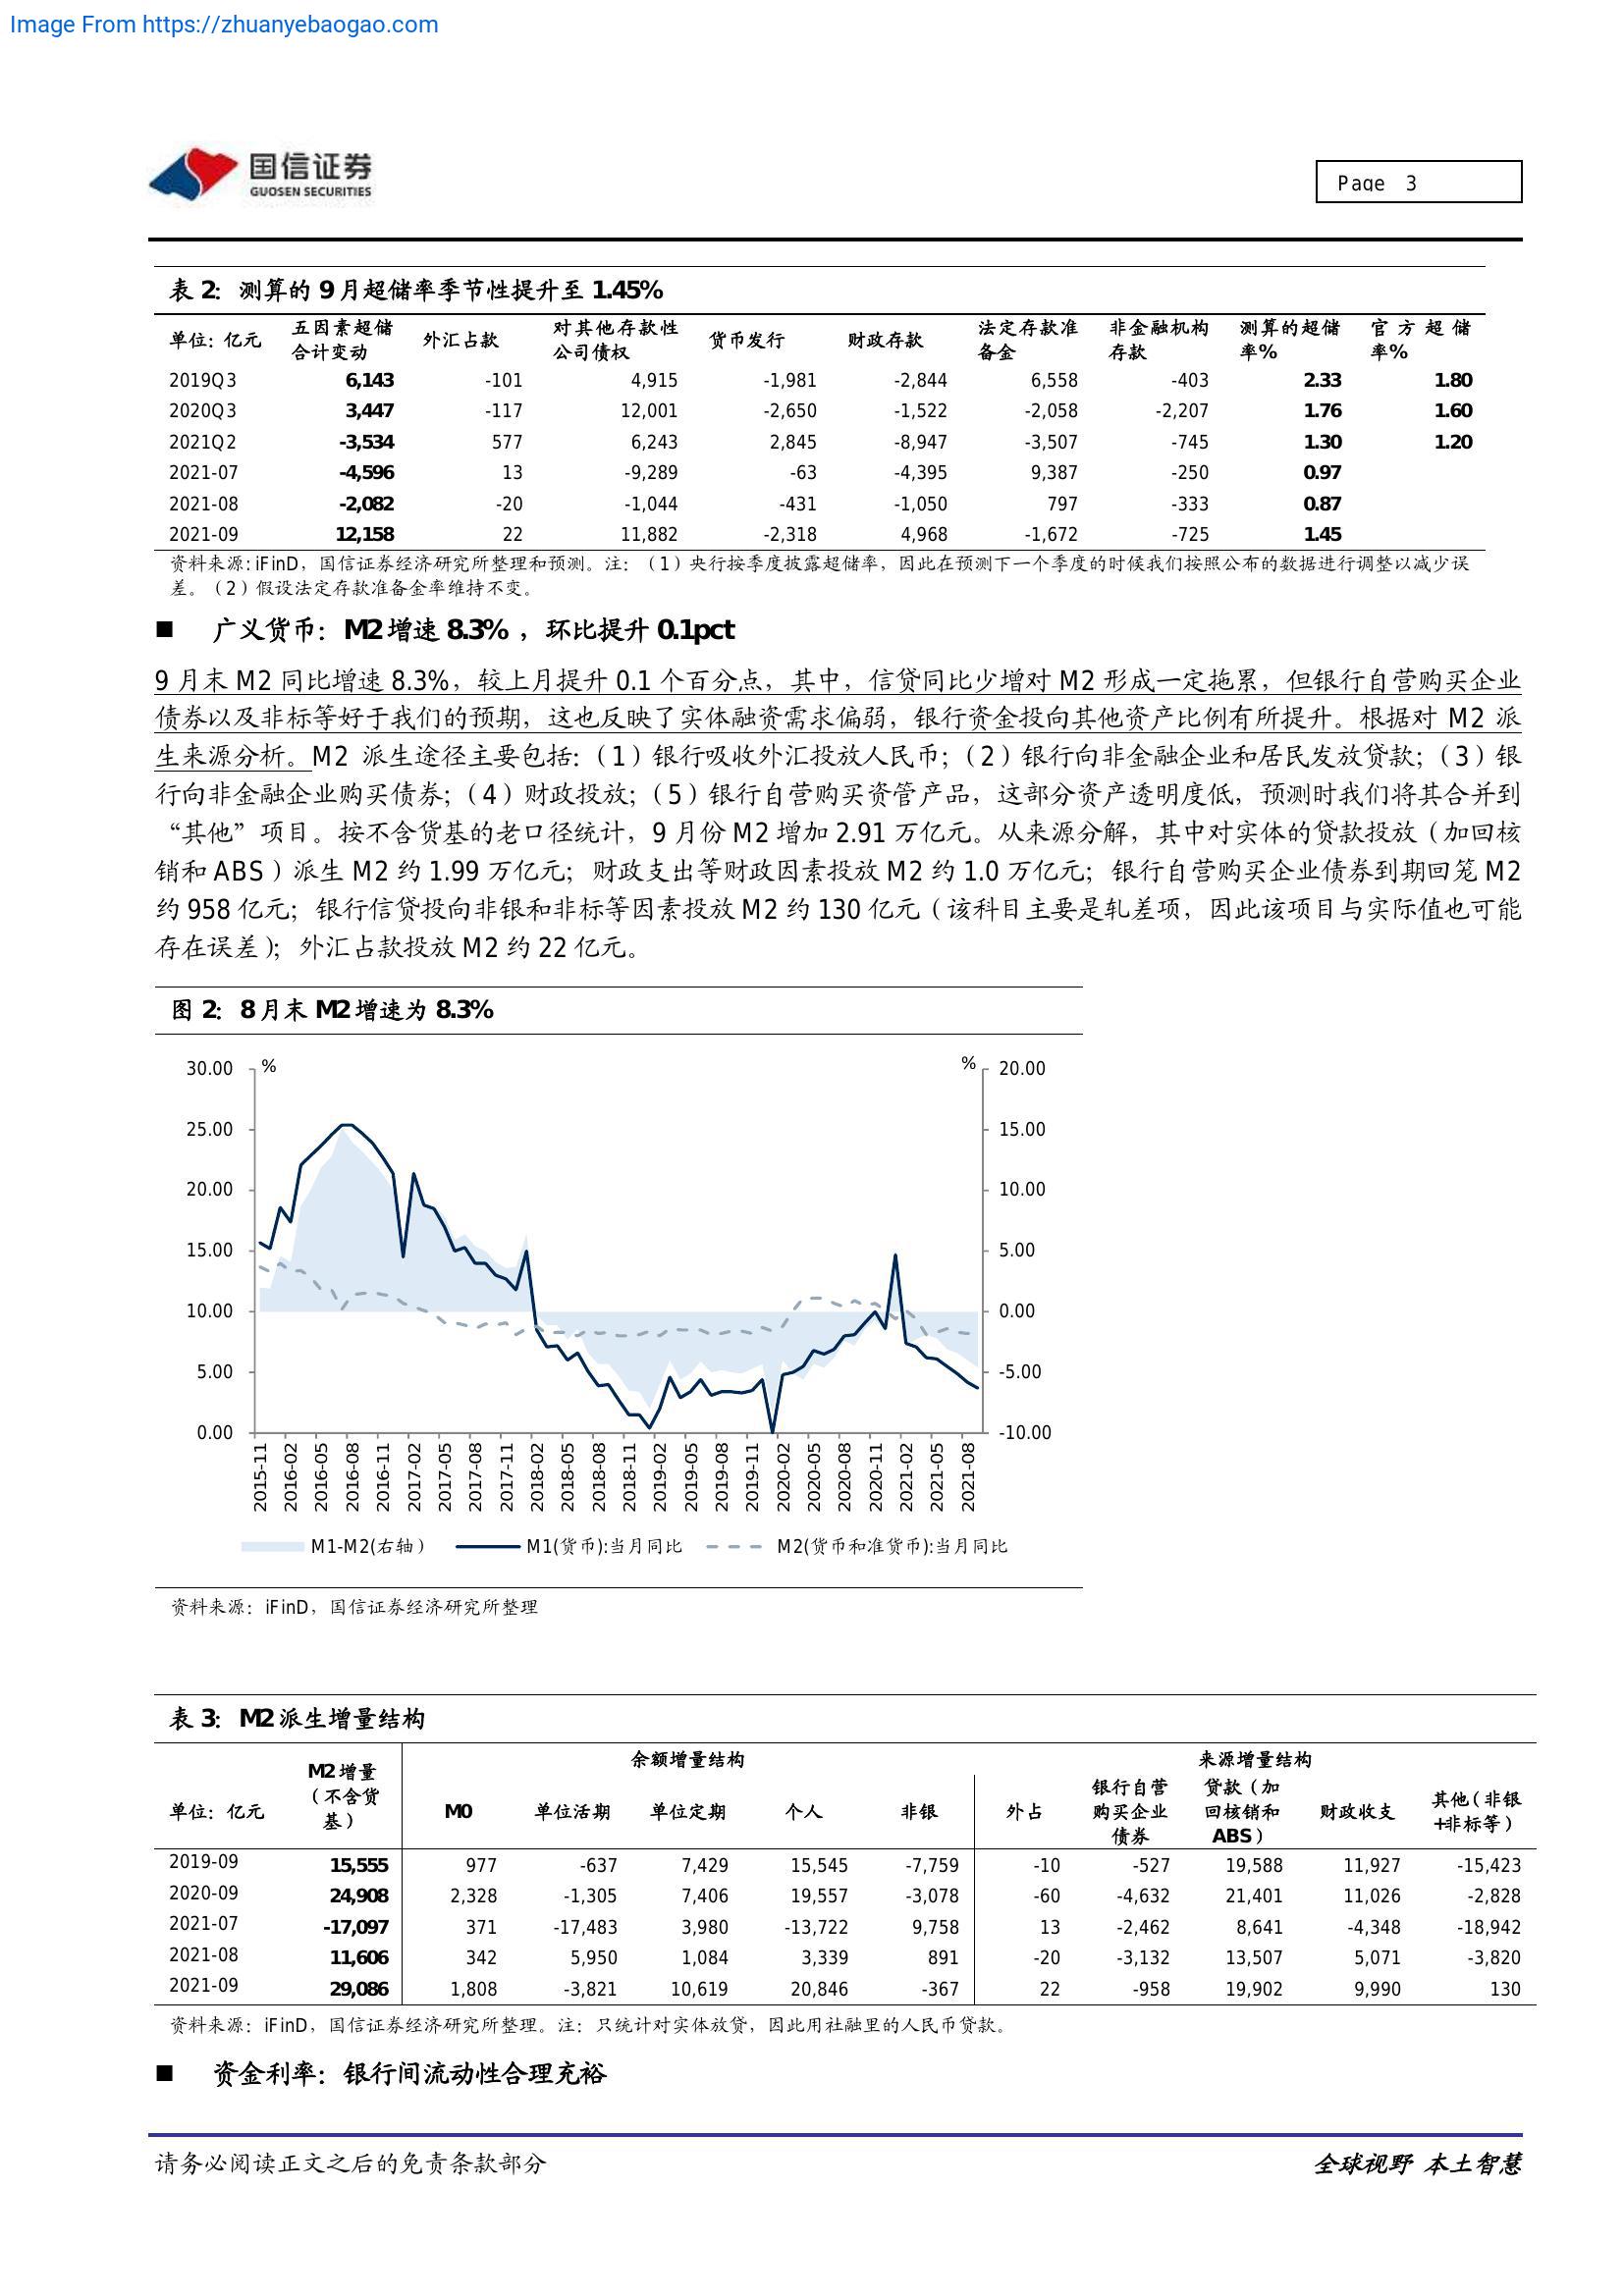 Image From https://zhuanyebaogao.com
国信证券
GUOSEN SECURITIES
Page 3
表 2：测算的 9 月超储率季节性提升至 1.45%
单位：亿元 五因素超储合计变动 外汇占款 对其他存款性公司债权 货币发行 财政存款 法定存款准备金 非金融机构存款 测算的超储率% 官方超储率%
2019Q3 6,143 -101 4,915 -1,981 -2,844 6,558 -403 2.33 1.80
2020Q3 3,447 -117 12,001 -2,650 -1,522 -2,058 -2,207 1.76 1.60
2021Q2 -3,534 577 6,243 2,845 -8,947 -3,507 -745 1.30 1.20
2021-07 -4,596 13 -9,289 -63 -4,395 9,387 -250 0.97
2021-08 -2,082 -20 -1,044 -431 -1,050 797 -333 0.87
2021-09 12,158 22 11,882 -2,318 4,968 -1,672 -725 1.45
资料来源：iFinD，国信证券经济研究所整理和预测。注：（1）央行按季度披露超储率，因此在预测下一个季度的时候我们按照公布的数据进行调整以减少误
差。（2）假设法定存款准备金率维持不变。
■ 广义货币：M2 增速 8.3%，环比提升 0.1pct
9 月末 M2 同比增速 8.3%，较上月提升 0.1 个百分点，其中，信贷同比少增对 M2 形成一定拖累，但银行自营购买企业
债券以及非标等好于我们的预期，这也反映了实体融资需求偏弱，银行资金投向其他资产比例有所提升。根据对 M2 派
生来源分析。M2 派生途径主要包括：（1）银行吸收外汇投放人民币；（2）银行向非金融企业和居民发放贷款；（3）银
行向非金融企业购买债券；（4）财政投放；（5）银行自营购买资管产品，这部分资产透明度低，预测时我们将其合并到
“其他”项目。按不含货基的老口径统计，9 月份 M2 增加 2.91 万亿元。从来源分解，其中对实体的贷款投放（加回核
销和 ABS）派生 M2 约 1.99 万亿元；财政支出等财政因素投放 M2 约 1.0 万亿元；银行自营购买企业债券到期回笼 M2
约 958 亿元；银行信贷投向非银和非标等因素投放 M2 约 130 亿元（该科目主要是轧差项，因此该项目与实际值也可能
存在误差）；外汇占款投放 M2 约 22 亿元。
图 2：8 月末 M2 增速为 8.3%
% %
30.00 20.00
25.00 15.00
20.00 10.00
15.00 5.00
10.00 0.00
5.00 -5.00
0.00 -10.00
2015-11 2016-02 2016-05 2016-08 2016-11 2017-02 2017-05 2017-08 2017-11 2018-02 2018-05 2018-08 2018-11 2019-02 2019-05 2019-08 2019-11 2020-02 2020-05 2020-08 2020-11 2021-02 2021-05 2021-08
M1-M2(右轴) M1(货币):当月同比 M2(货币和准货币):当月同比
资料来源：iFinD，国信证券经济研究所整理
表 3：M2 派生增量结构
余额增量结构 来源增量结构
单位：亿元 M2 增量（不含货基） M0 单位活期 单位定期 个人 非银 外占 银行自营购买企业债券 贷款（加回核销和 ABS） 财政收支 其他（非银+非标等）
2019-09 15,555 977 -637 7,429 15,545 -7,759 -10 -527 19,588 11,927 -15,423
2020-09 24,908 2,328 -1,305 7,406 19,557 -3,078 -60 -4,632 21,401 11,026 -2,828
2021-07 -17,097 371 -17,483 3,980 -13,722 9,758 13 -2,462 8,641 -4,348 -18,942
2021-08 11,606 342 5,950 1,084 3,339 891 -20 -3,132 13,507 5,071 -3,820
2021-09 29,086 1,808 -3,821 10,619 20,846 -367 22 -958 19,902 9,990 130
资料来源：iFinD，国信证券经济研究所整理。注：只统计对实体放贷，因此用社融里的人民币贷款。
■ 资金利率：银行间流动性合理充裕
请务必阅读正文之后的免责条款部分 全球视野 本土智慧